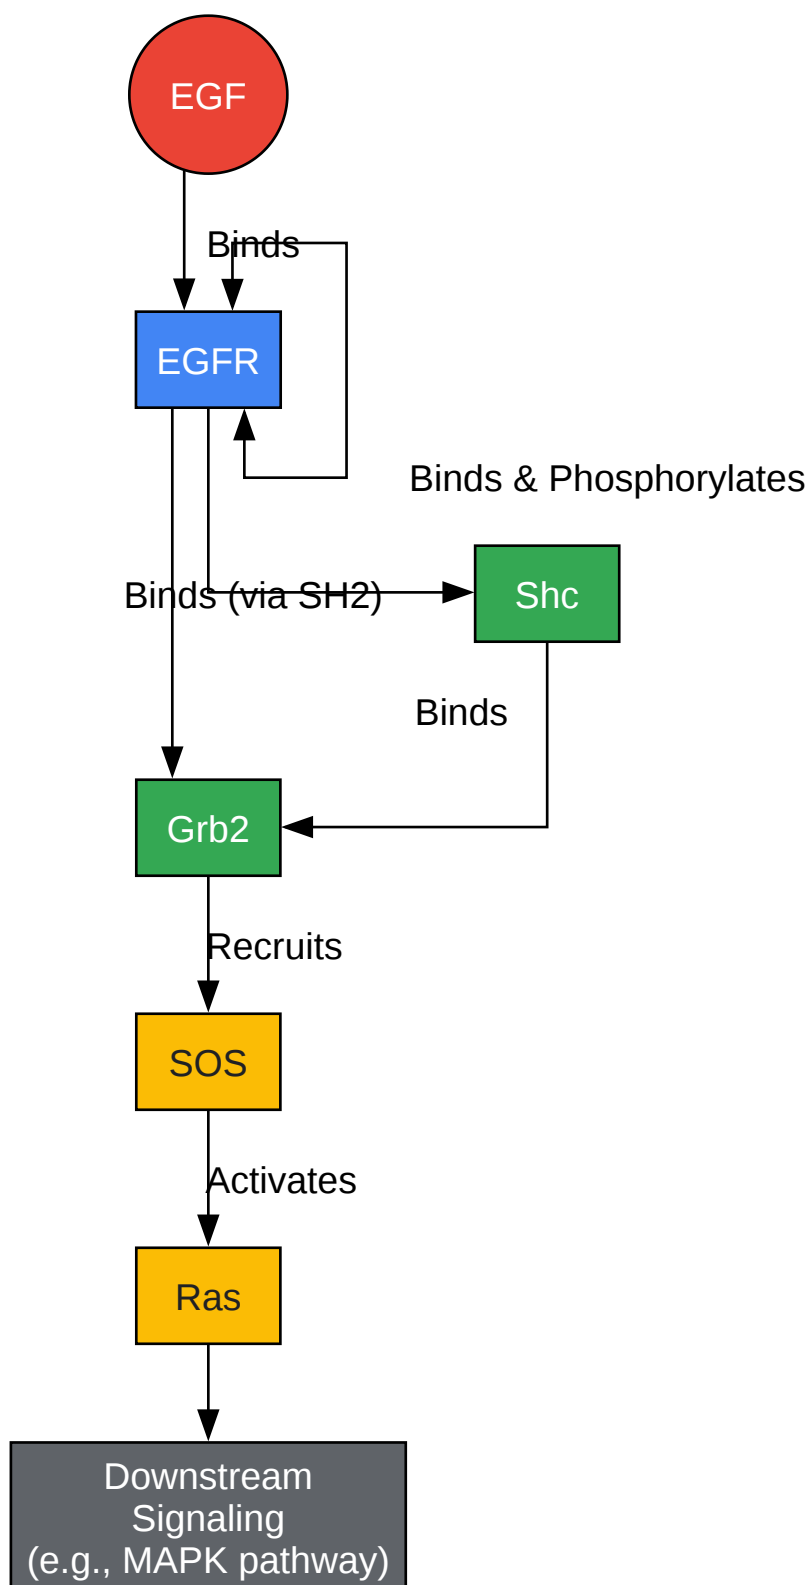 EGF
Binds
EGFR
Binds & Phosphorylates
Binds (via SH2)
Shc
Binds
Grb2
Recruits
SOS
Activates
Ras
Downstream
Signaling
(e.g., MAPK pathway)